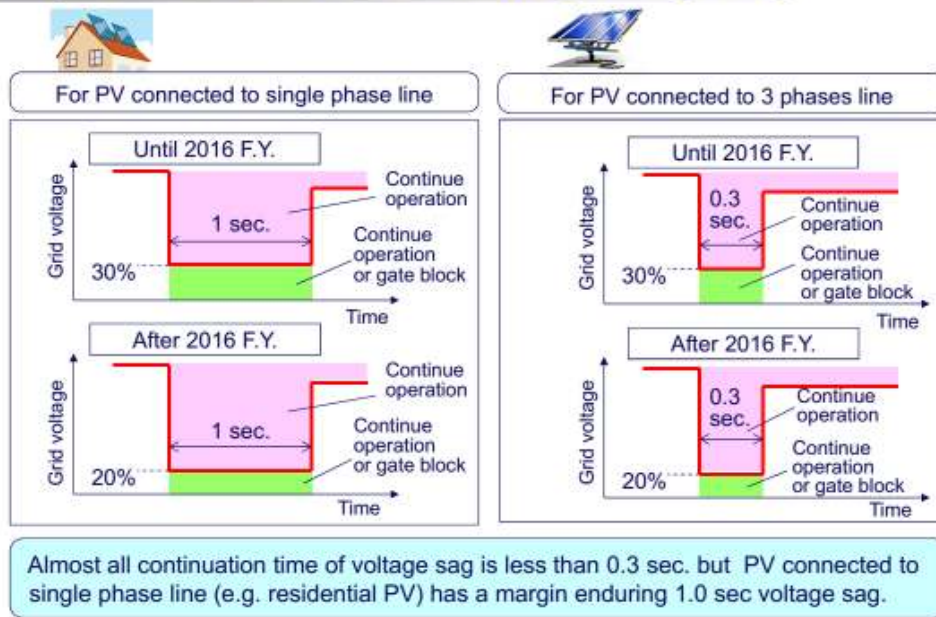 For PV connected to single phase line
Until 2016 F.Y.
Grid voltage
30%
1 sec.
Continue
operation
Continue
operation
or gate block
Time
After 2016 F.Y.
Grid voltage
20%
1 sec.
Continue
operation
Continue
operation
or gate block
Time
For PV connected to 3 phases line
Until 2016 F.Y.
Grid voltage
30%
0.3
sec.
Continue
operation
Continue
operation
or gate block
Time
After 2016 F.Y.
Grid voltage
20%
0.3
sec.
Continue
operation
Continue
operation
or gate block
Time
Almost all continuation time of voltage sag is less than 0.3 sec. but PV connected to
single phase line (e.g. residential PV) has a margin enduring 1.0 sec voltage sag.